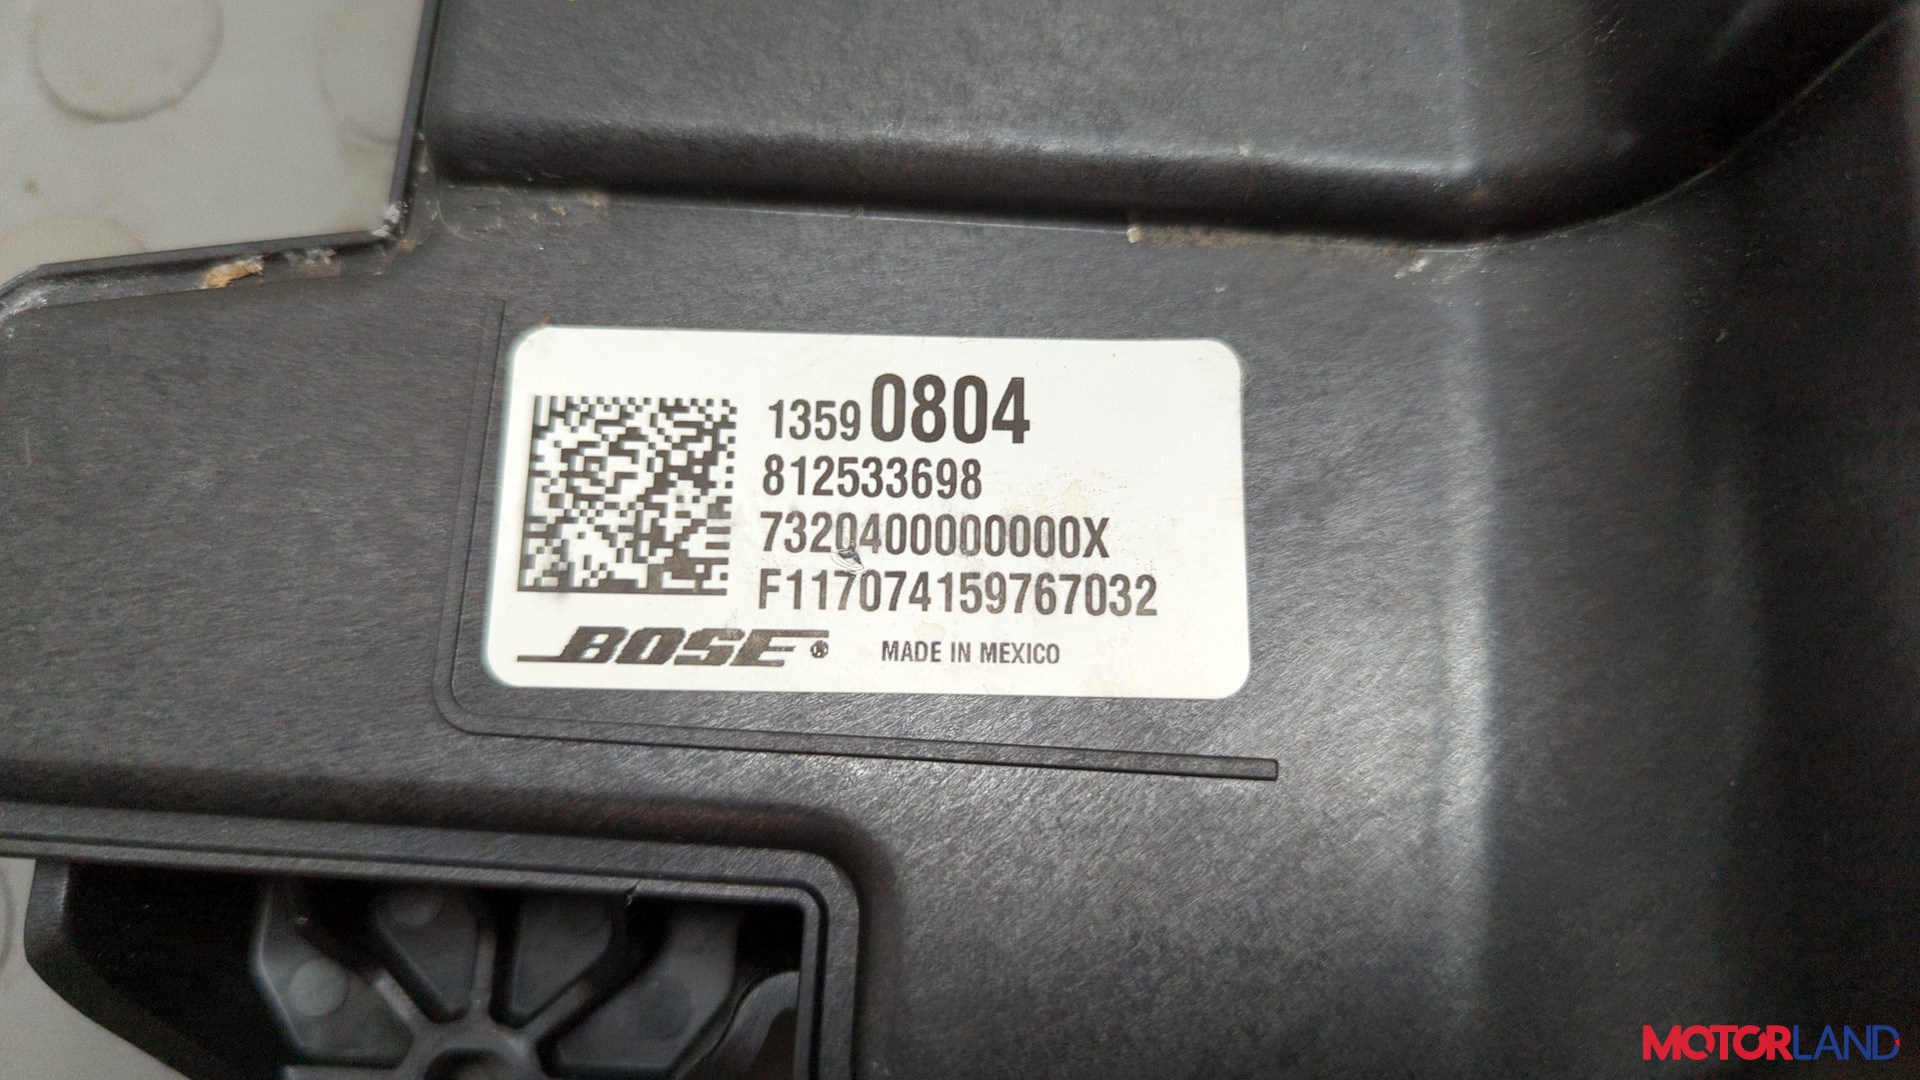 1359 0804
812533698
7320400000000X
F117074159767032
BOSE® MADE IN MEXICO
MOTORLAND